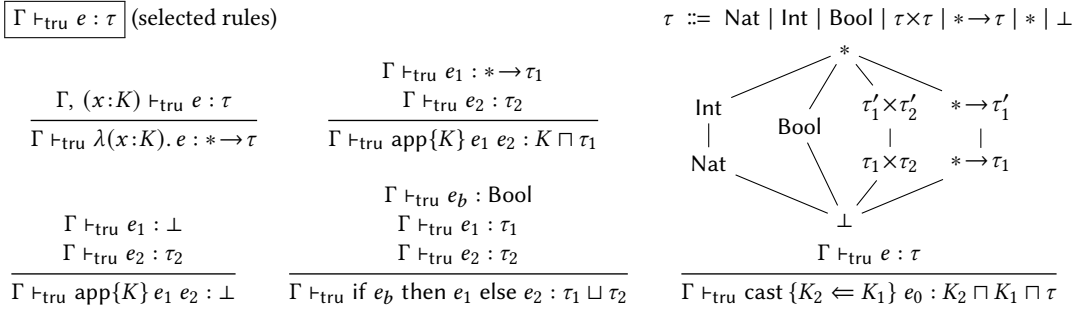 Γ ⊢tru e : τ (selected rules)
τ ::= Nat | Int | Bool | τ×τ | ∗→τ | ∗ | ⊥
Γ, (x:K) ⊢tru e : τ
Γ ⊢tru λ(x:K). e : ∗→τ
Γ ⊢tru e1 : ∗→τ1
Γ ⊢tru e2 : τ2
Γ ⊢tru app{K} e1 e2 : K ⊓ τ1
∗
Int
Bool
τ′1×τ′2
∗→τ′1
Nat
τ1×τ2
∗→τ1
⊥
Γ ⊢tru e1 : ⊥
Γ ⊢tru e2 : τ2
Γ ⊢tru app{K} e1 e2 : ⊥
Γ ⊢tru eb : Bool
Γ ⊢tru e1 : τ1
Γ ⊢tru e2 : τ2
Γ ⊢tru if eb then e1 else e2 : τ1 ⊔ τ2
Γ ⊢tru e : τ
Γ ⊢tru cast {K2 ⇐ K1} e0 : K2 ⊓ K1 ⊓ τ